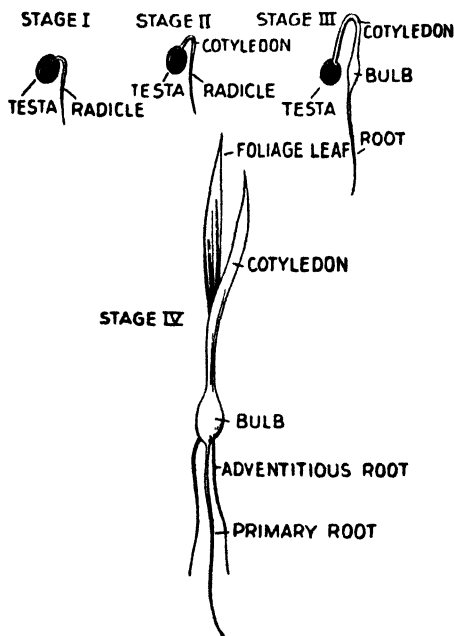 STAGE I
TESTA
RADICLE
STAGE II
COTYLEDON
TESTA
RADICLE
STAGE III
COTYLEDON
BULB
TESTA
ROOT
FOLIAGE LEAF
COTYLEDON
STAGE IV
BULB
ADVENTITIOUS ROOT
PRIMARY ROOT